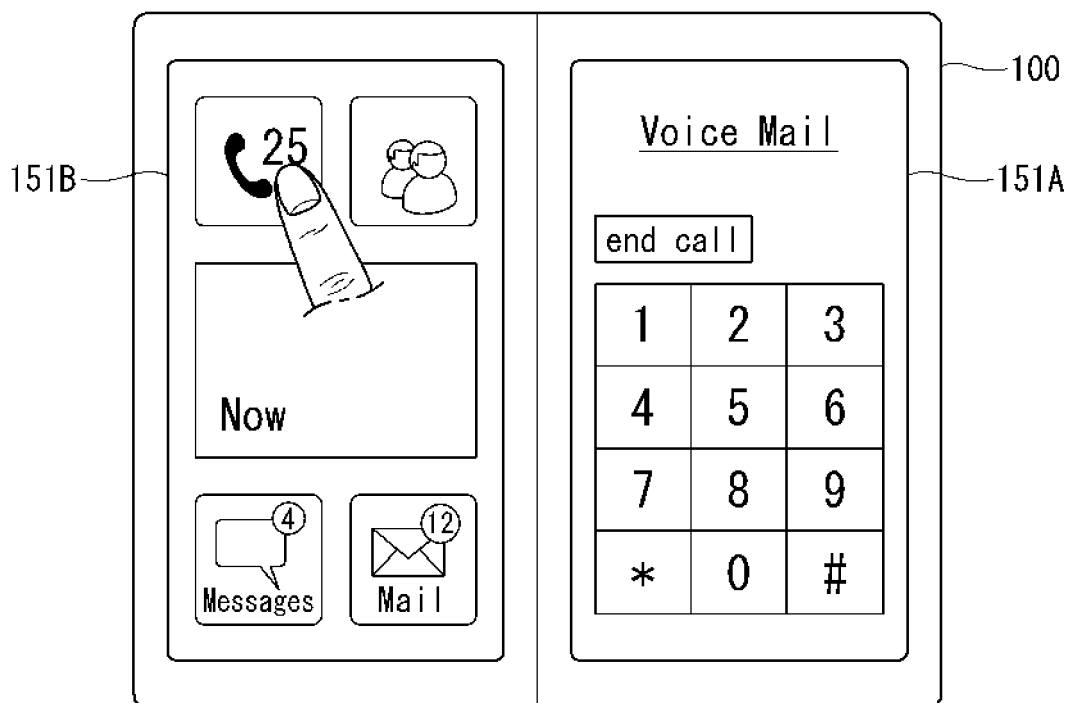 100
151B
151A
25
Now
4
Messages
12
Mail
Voice Mail
end call
1 2 3
4 5 6
7 8 9
* 0 #